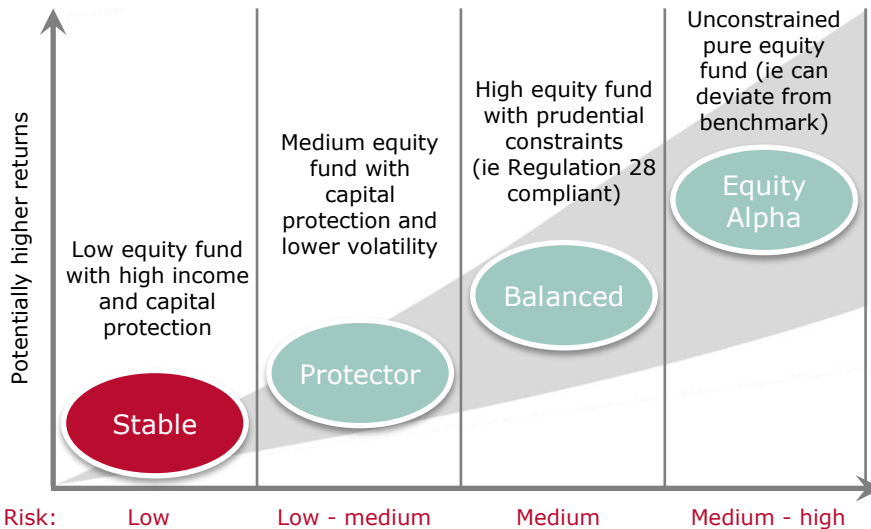 Potentially higher returns
Low equity fund
with high income
and capital
protection
Stable
Medium equity
fund with
capital
protection and
lower volatility
Protector
High equity fund
with prudential
constraints
(ie Regulation 28
compliant)
Balanced
Unconstrained
pure equity
fund (ie can
deviate from
benchmark)
Equity
Alpha
Risk: Low Low - medium Medium Medium - high